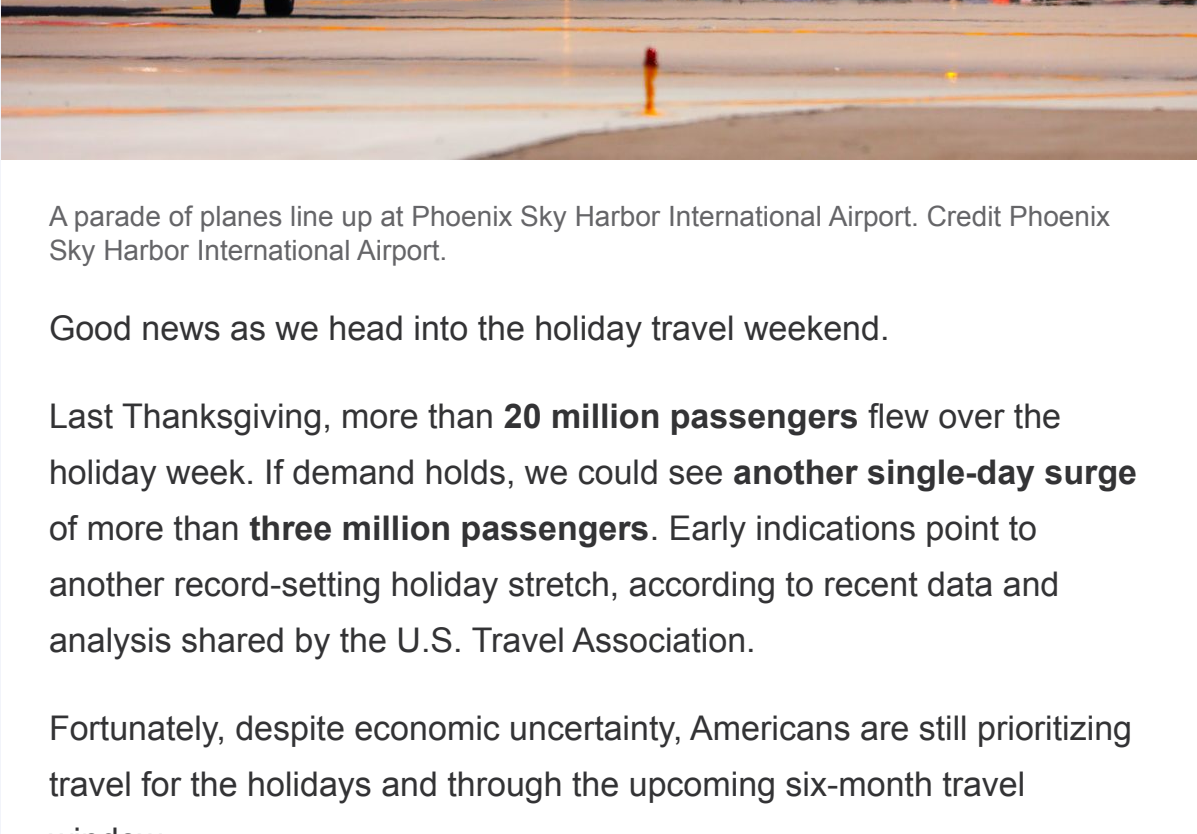 A parade of planes line up at Phoenix Sky Harbor International Airport. Credit Phoenix
Sky Harbor International Airport.
Good news as we head into the holiday travel weekend.
Last Thanksgiving, more than 20 million passengers flew over the
holiday week. If demand holds, we could see another single-day surge
of more than three million passengers. Early indications point to
another record-setting holiday stretch, according to recent data and
analysis shared by the U.S. Travel Association.
Fortunately, despite economic uncertainty, Americans are still prioritizing
travel for the holidays and through the upcoming six-month travel